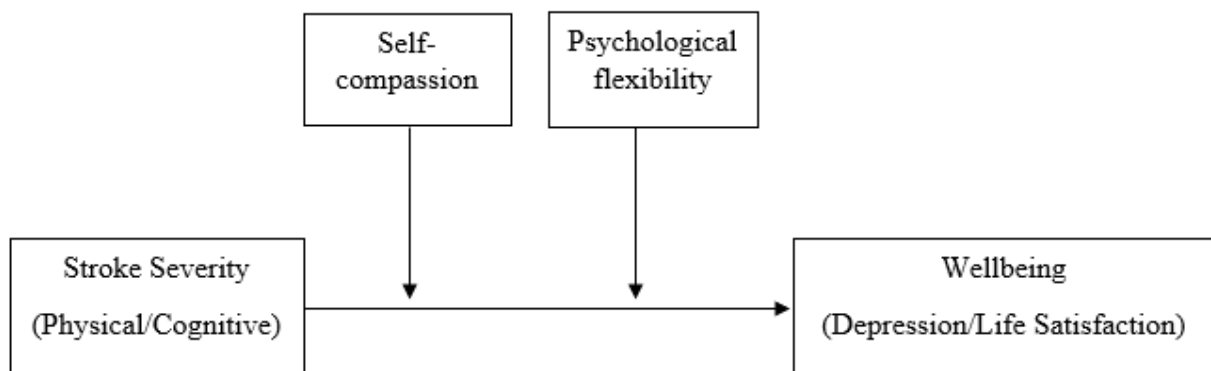 Self-
compassion
Psychological
flexibility
Stroke Severity
(Physical/Cognitive)
Wellbeing
(Depression/Life Satisfaction)